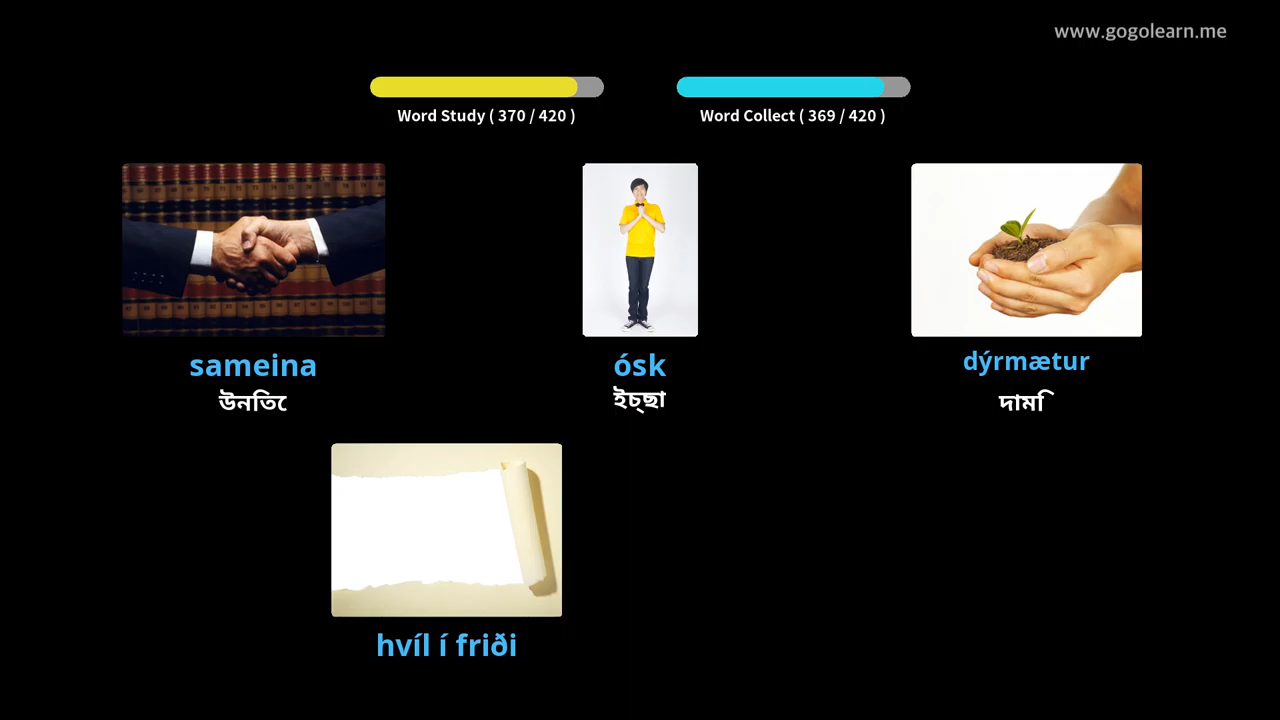 www.gogolearn.me
Word Study ( 370 / 420 )
Word Collect ( 369 / 420 )
sameina
উনতিে
ósk
ইচ্ছা
dýrmætur
দামি
hvíl í friði